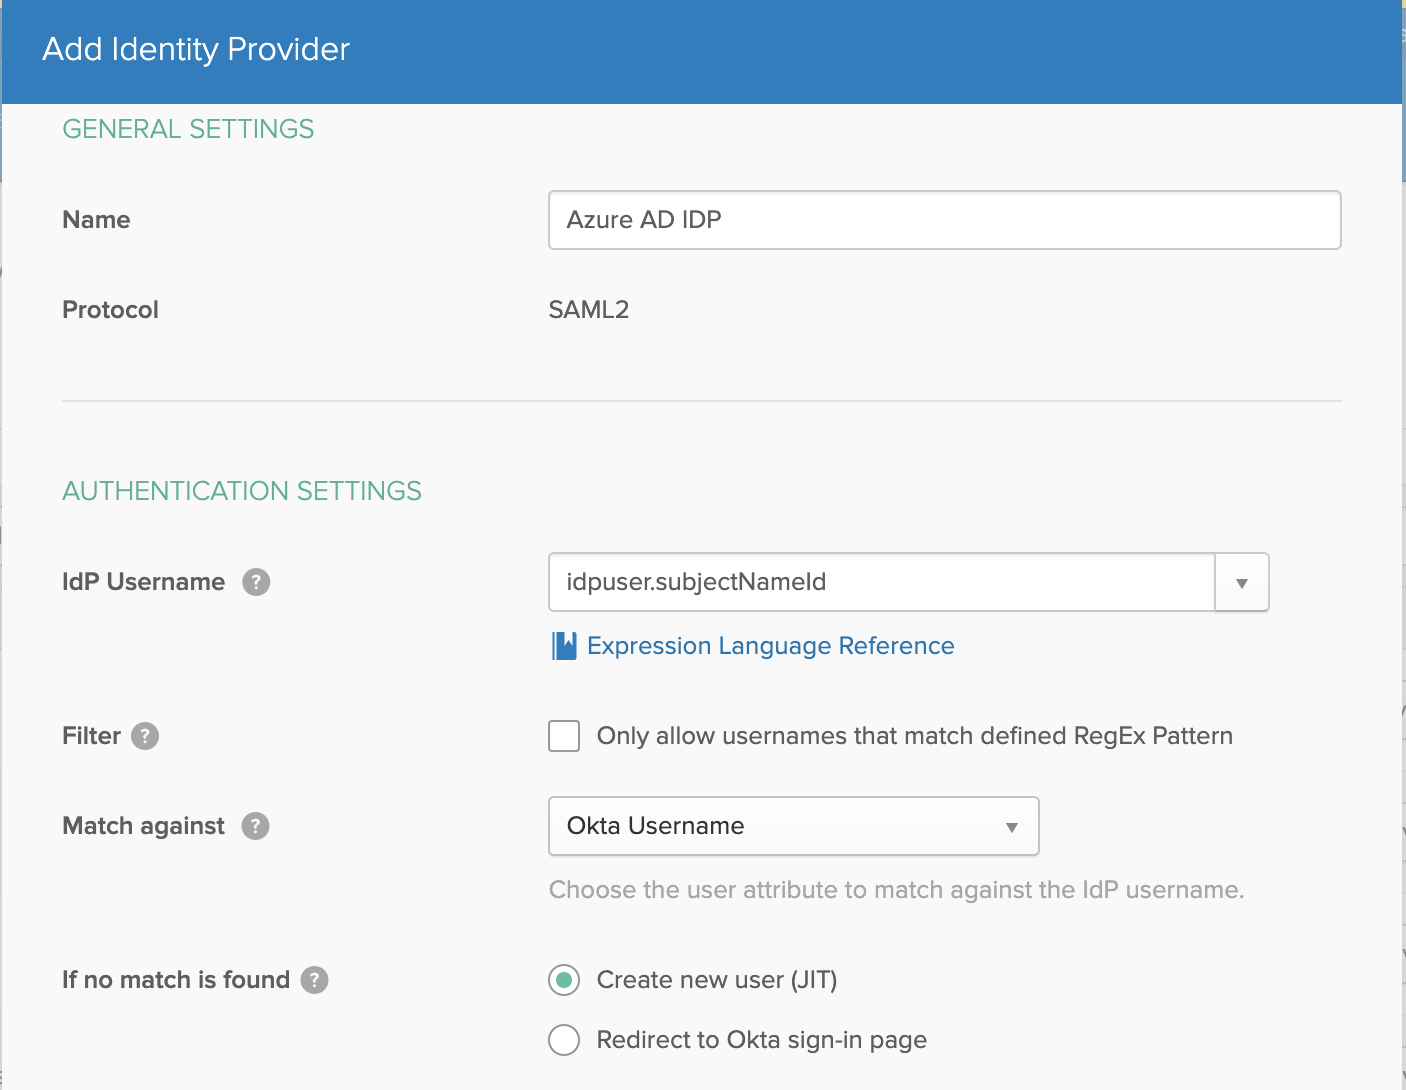 Add Identity Provider
GENERAL SETTINGS
Name
Azure AD IDP
Protocol
SAML2
AUTHENTICATION SETTINGS
IdP Username ?
idpuser.subjectNameId
Expression Language Reference
Filter ?
Only allow usernames that match defined RegEx Pattern
Match against ?
Okta Username
Choose the user attribute to match against the IdP username.
If no match is found ?
Create new user (JIT)
Redirect to Okta sign-in page